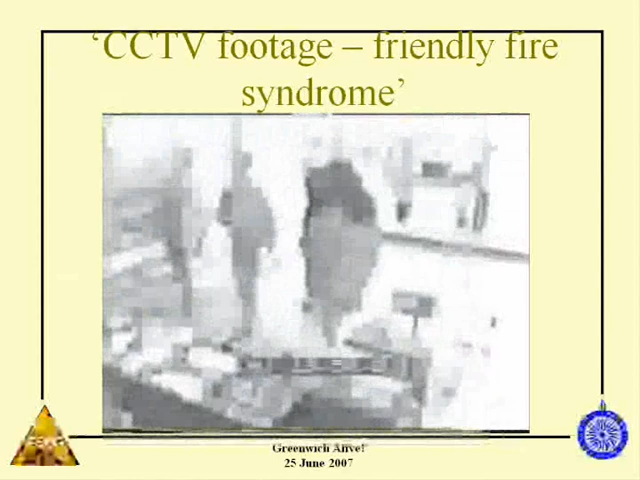 ‘CCTV footage – friendly fire
syndrome’
Greenwich Alive!
25 June 2007